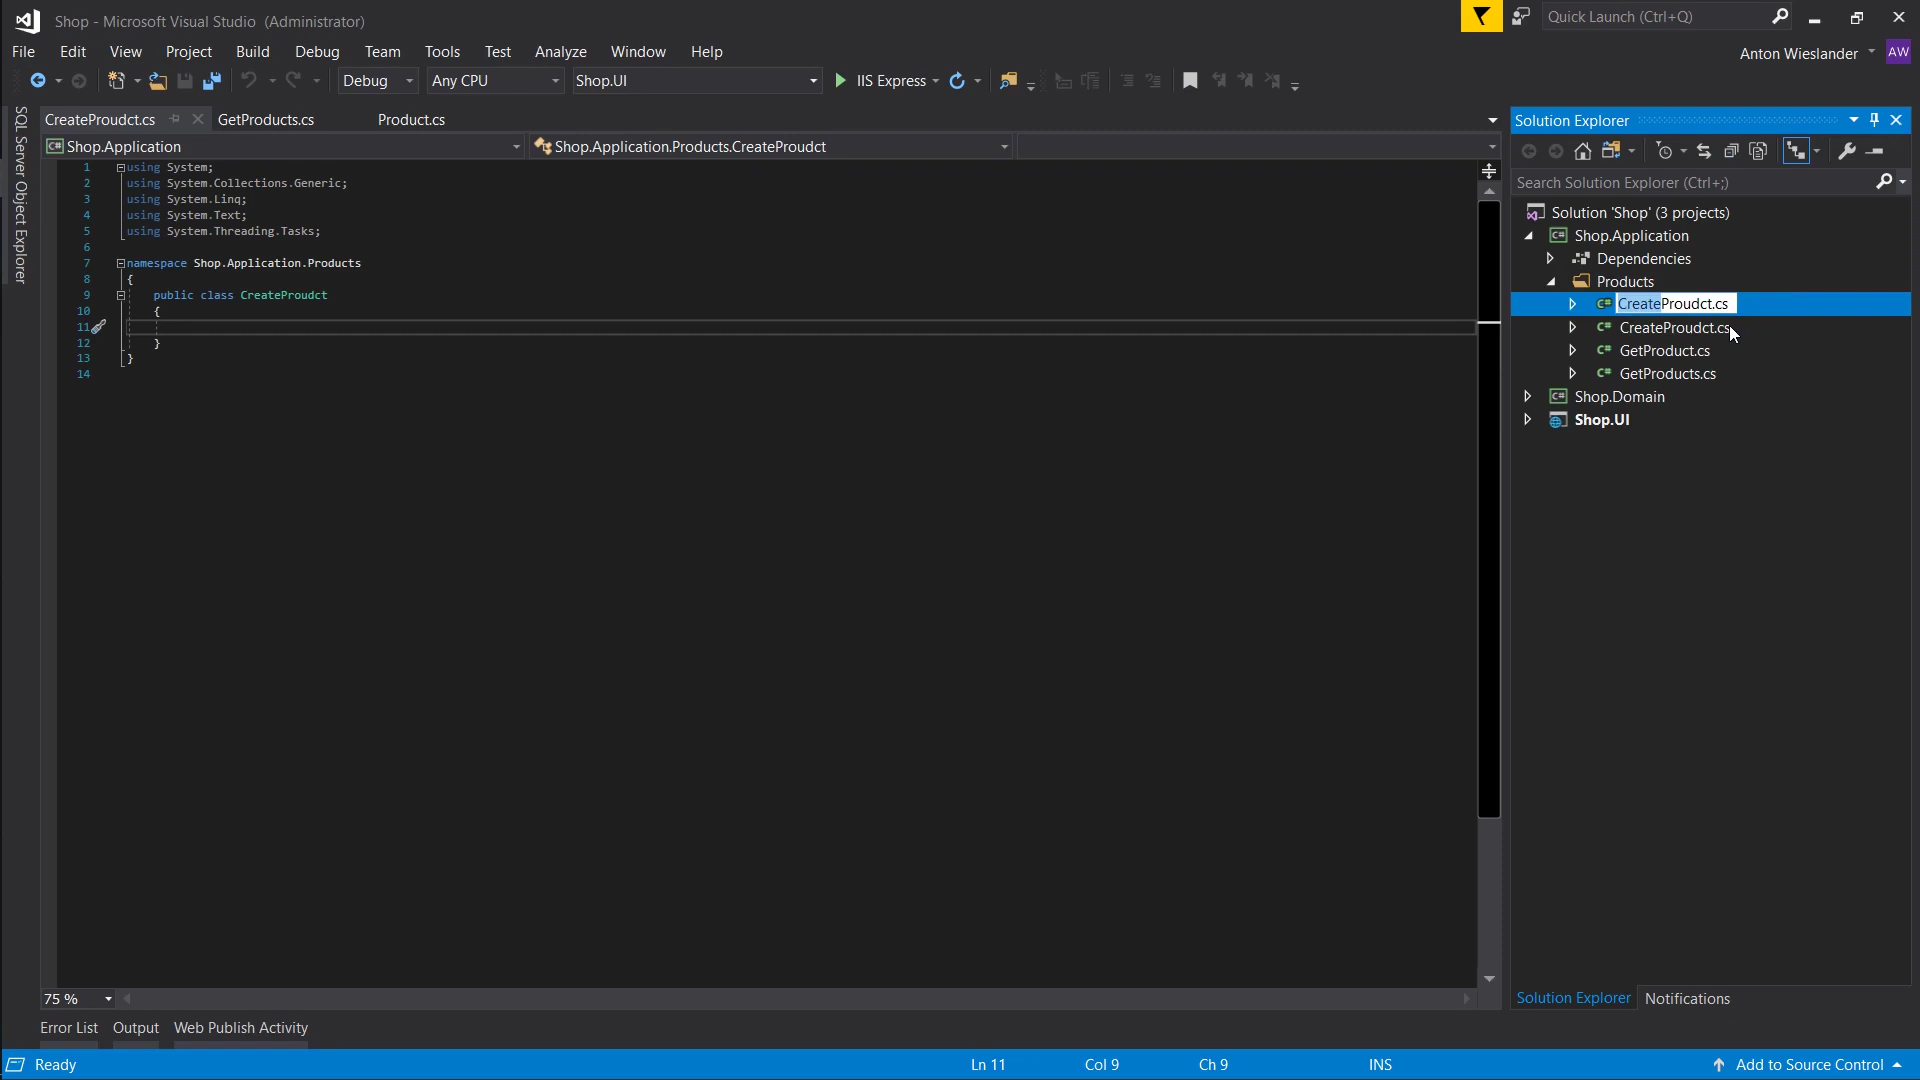 Shop - Microsoft Visual Studio (Administrator)
Quick Launch (Ctrl+Q)
File Edit View Project Build Debug Team Tools Test Analyze Window Help
Anton Wieslander AW
Debug Any CPU Shop.UI IIS Express
SQL Server Object Explorer
CreateProudct.cs GetProducts.cs Product.cs
Shop.Application Shop.Application.Products.CreateProudct
1 using System;
2 using System.Collections.Generic;
3 using System.Linq;
4 using System.Text;
5 using System.Threading.Tasks;
6
7 namespace Shop.Application.Products
8 {
9 public class CreateProudct
10 {
11
12 }
13 }
14
75 %
Solution Explorer
Search Solution Explorer (Ctrl+;)
Solution 'Shop' (3 projects)
C# Shop.Application
Dependencies
Products
C# CreateProudct.cs
C# CreateProudct.cs
C# GetProduct.cs
C# GetProducts.cs
C# Shop.Domain
Shop.UI
Solution Explorer Notifications
Error List Output Web Publish Activity
Ready Ln 11 Col 9 Ch 9 INS Add to Source Control